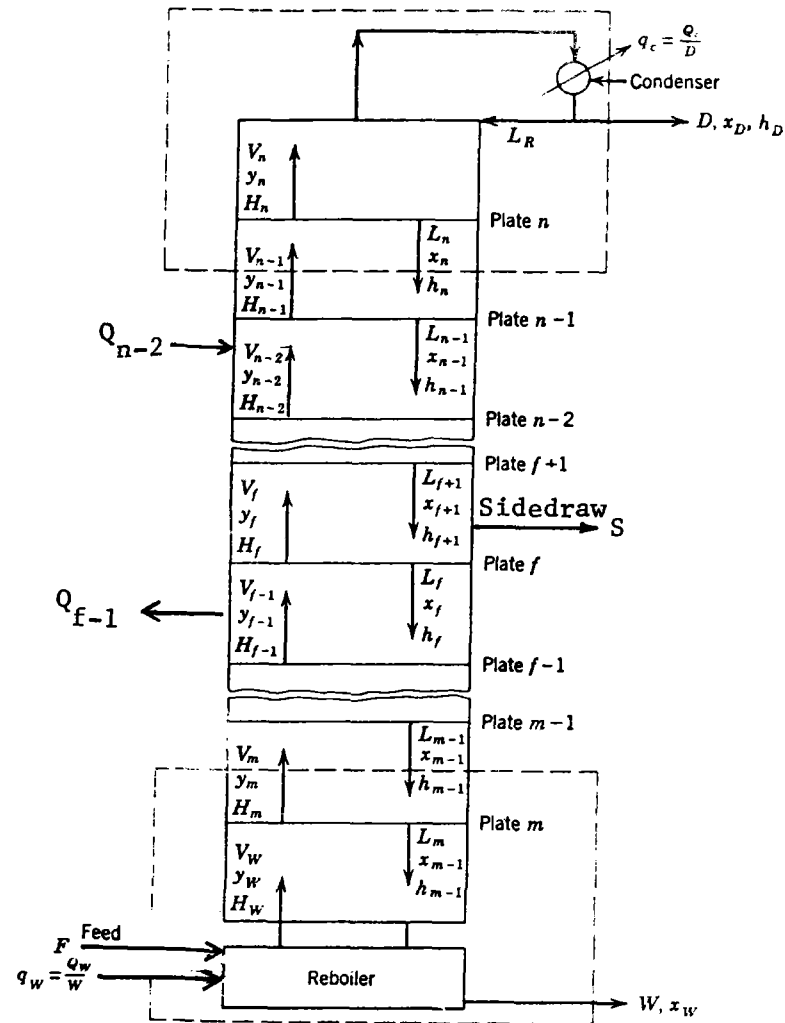 q_c = Q_c/D
Condenser
D, x_D, h_D
L_R
V_n
y_n
H_n
Plate n
L_n
x_n
h_n
V_{n-1}
y_{n-1}
H_{n-1}
Plate n-1
Q_{n-2}
L_{n-1}
x_{n-1}
h_{n-1}
V_{n-2}
y_{n-2}
H_{n-2}
Plate n-2
Plate f+1
L_{f+1}
x_{f+1}
h_{f+1}
V_f
y_f
H_f
Sidedraw
S
Plate f
L_f
x_f
h_f
V_{f-1}
y_{f-1}
H_{f-1}
Q_{f-1}
Plate f-1
Plate m-1
L_{m-1}
x_{m-1}
h_{m-1}
V_m
y_m
H_m
Plate m
L_m
x_{m-1}
h_{m-1}
V_W
y_W
H_W
F Feed
q_W = Q_W/W
Reboiler
W, x_W